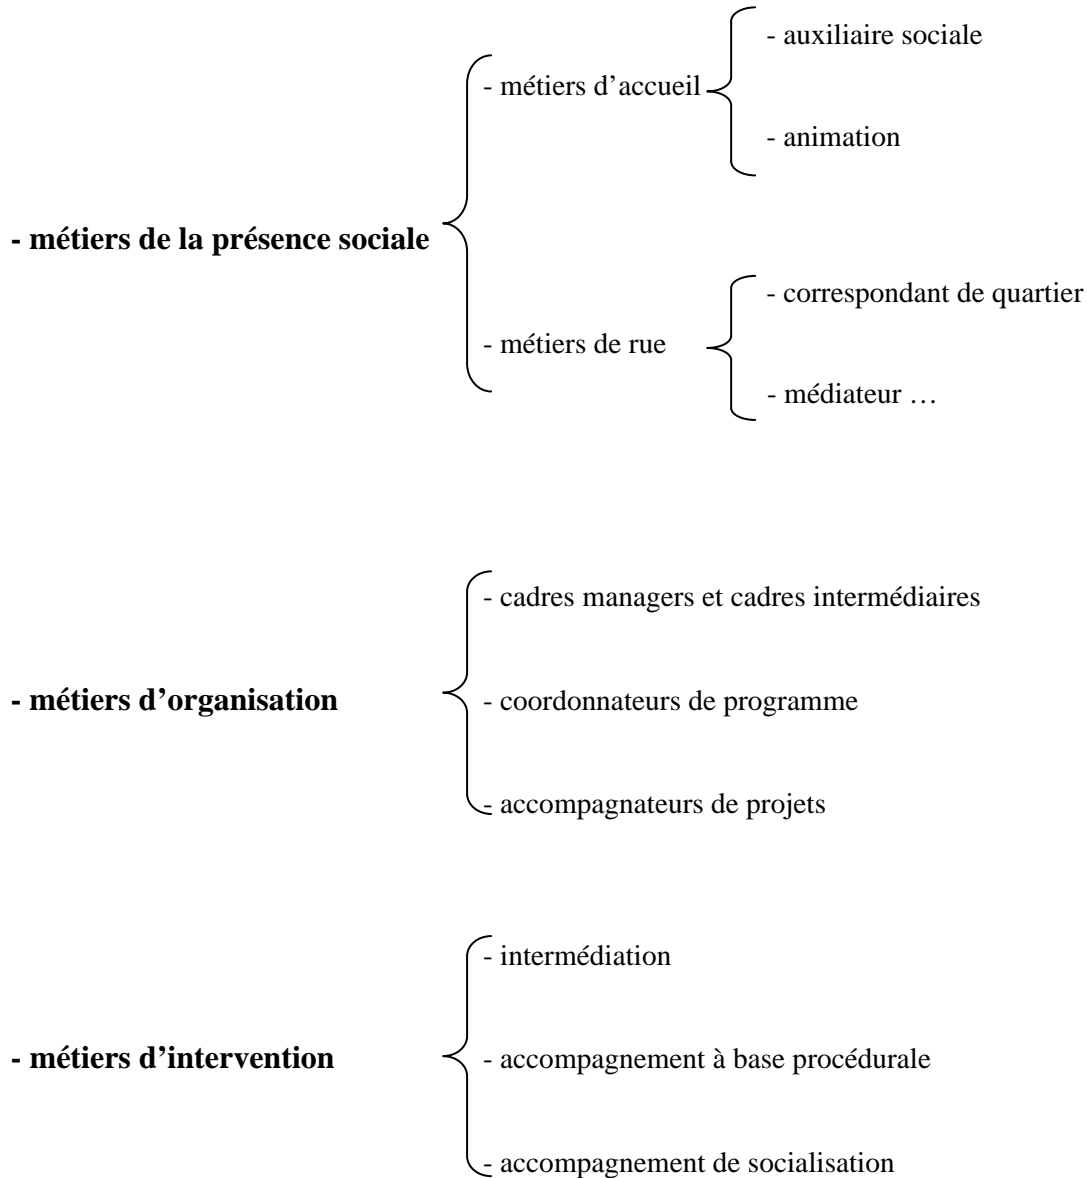 - auxiliaire sociale
- métiers d’accueil
- animation
- métiers de la présence sociale
- correspondant de quartier
- métiers de rue
- médiateur …
- cadres managers et cadres intermédiaires
- métiers d’organisation
- coordonnateurs de programme
- accompagnateurs de projets
- intermédiation
- métiers d’intervention
- accompagnement à base procédurale
- accompagnement de socialisation